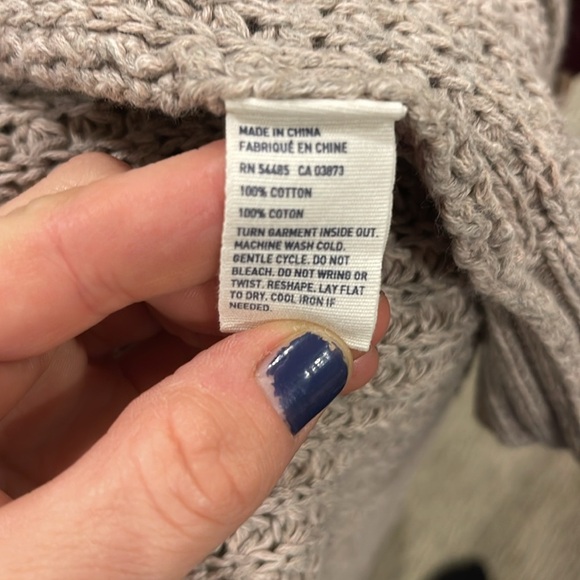 MADE IN CHINA
FABRIQUÉ EN CHINE
RN 54485 CA 03873
100% COTTON
100% COTON
TURN GARMENT INSIDE OUT.
MACHINE WASH COLD.
GENTLE CYCLE. DO NOT
BLEACH. DO NOT WRING OR
TWIST. RESHAPE. LAY FLAT
TO DRY. COOL IRON IF
NEEDED.